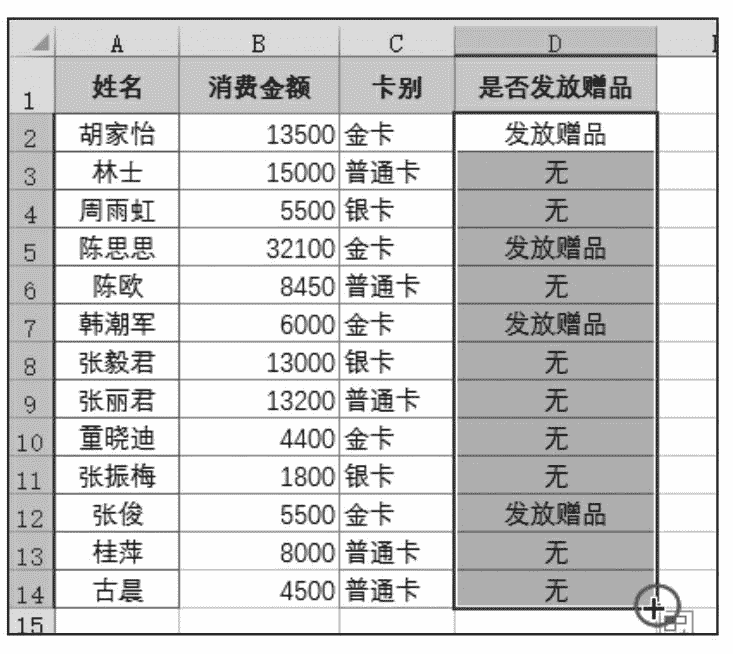 A B C D
1 姓名 消费金额 卡别 是否发放赠品
2 胡家怡 13500 金卡 发放赠品
3 林士 15000 普通卡 无
4 周雨虹 5500 银卡 无
5 陈思思 32100 金卡 发放赠品
6 陈欧 8450 普通卡 无
7 韩潮军 6000 金卡 发放赠品
8 张毅君 13000 银卡 无
9 张丽君 13200 普通卡 无
10 童晓迪 4400 金卡 无
11 张振梅 1800 银卡 无
12 张俊 5500 金卡 发放赠品
13 桂萍 8000 普通卡 无
14 古晨 4500 普通卡 无
15